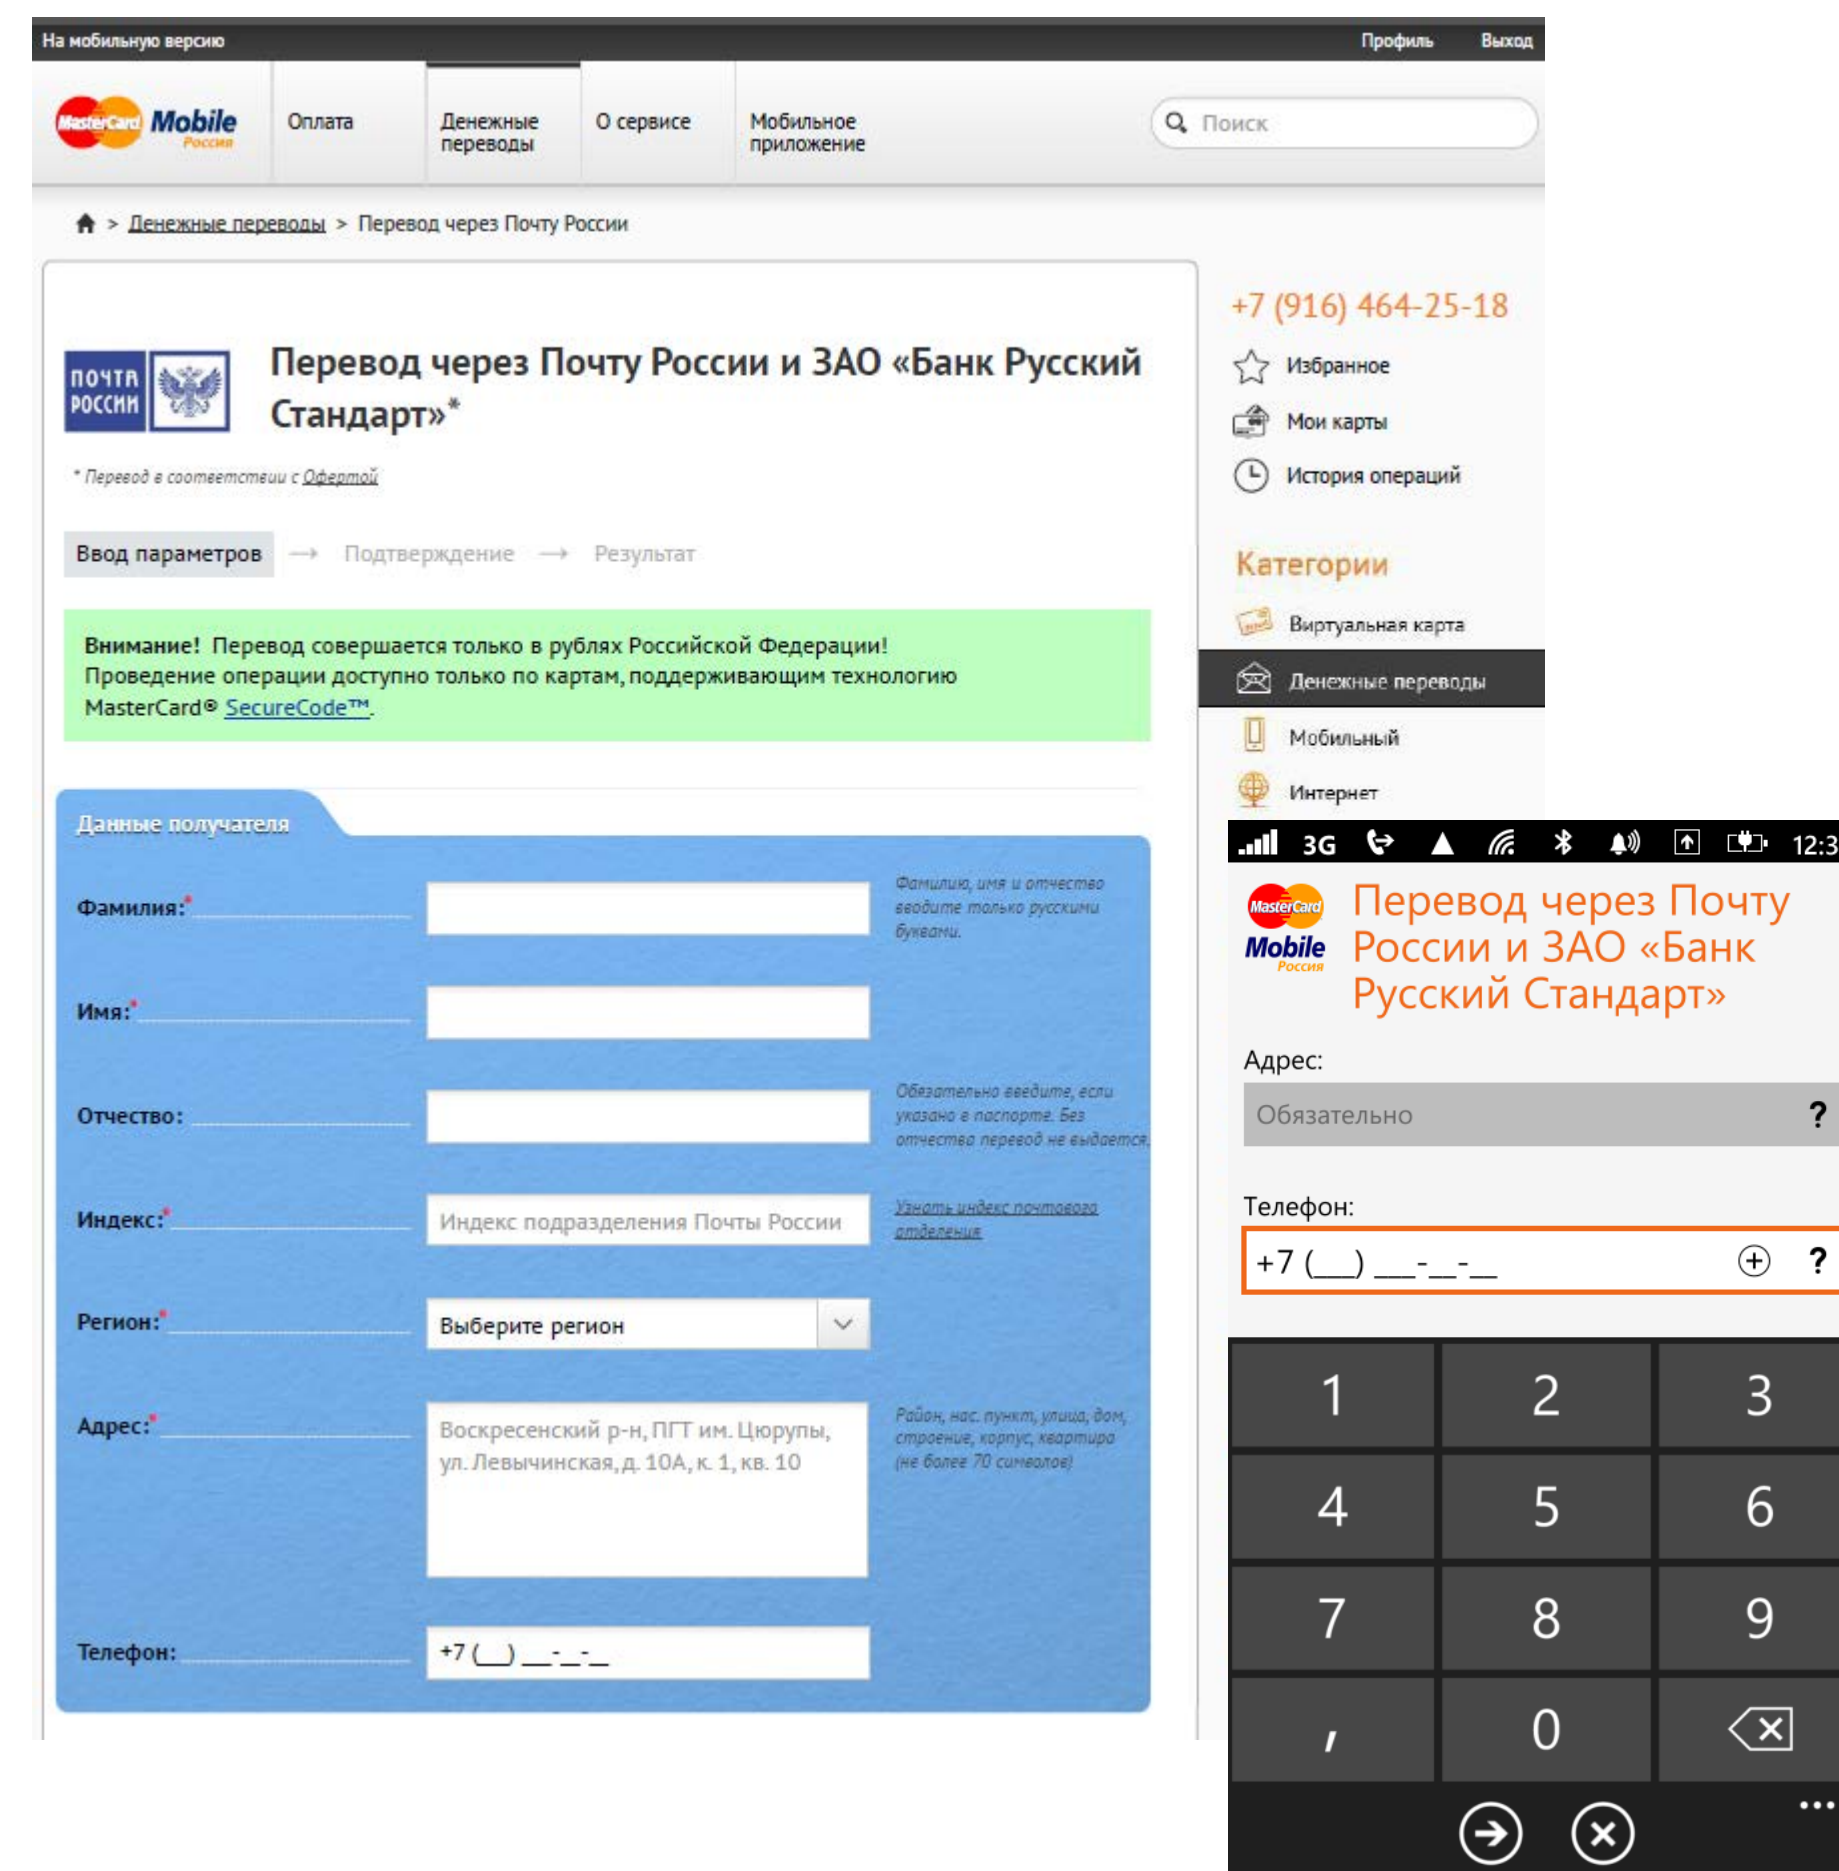 На мобильную версию
Профиль
Выход
MasterCard Mobile
Россия
Оплата
Денежные
переводы
О сервисе
Мобильное
приложение
Поиск
> Денежные переводы > Перевод через Почту России
ПОЧТА
РОССИИ
Перевод через Почту России и ЗАО «Банк Русский
Стандарт»*
* Перевод в соответствии с Офертой
Ввод параметров → Подтверждение → Результат
Внимание! Перевод совершается только в рублях Российской Федерации!
Проведение операции доступно только по картам, поддерживающим технологию
MasterCard® SecureCode™.
Данные получателя
Фамилия:*
Фамилию, имя и отчество
вводите только русскими
буквами.
Имя:*
Отчество:
Обязательно введите, если
указано в паспорте. Без
отчества перевод не выдается.
Индекс:*
Индекс подразделения Почты России
Узнать индекс почтового
отделения
Регион:*
Выберите регион
Адрес:*
Воскресенский р-н, ПГТ им. Цюрупы,
ул. Левычинская, д. 10А, к. 1, кв. 10
Район, нас. пункт, улица, дом,
строение, корпус, квартира
(не более 70 символов)
Телефон:
+7 (___) ___-__-__
+7 (916) 464-25-18
Избранное
Мои карты
История операций
Категории
Виртуальная карта
Денежные переводы
Мобильный
Интернет
3G
12:3
MasterCard
Mobile
Россия
Перевод через Почту
России и ЗАО «Банк
Русский Стандарт»
Адрес:
Обязательно
?
Телефон:
+7 (___) ___-__-__
?
1 2 3
4 5 6
7 8 9
, 0
...